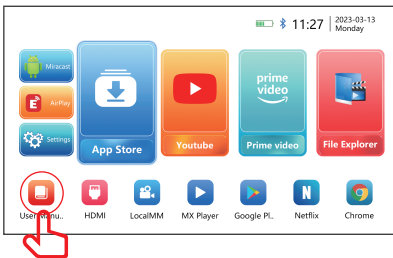 11:27
2023-03-13
Monday
Miracast
E AirPlay
Settings
App Store
Youtube
prime
video
Prime video
File Explorer
User Manu..
HDMI
LocalMM
MX Player
Google Pl..
N
Netflix
Chrome